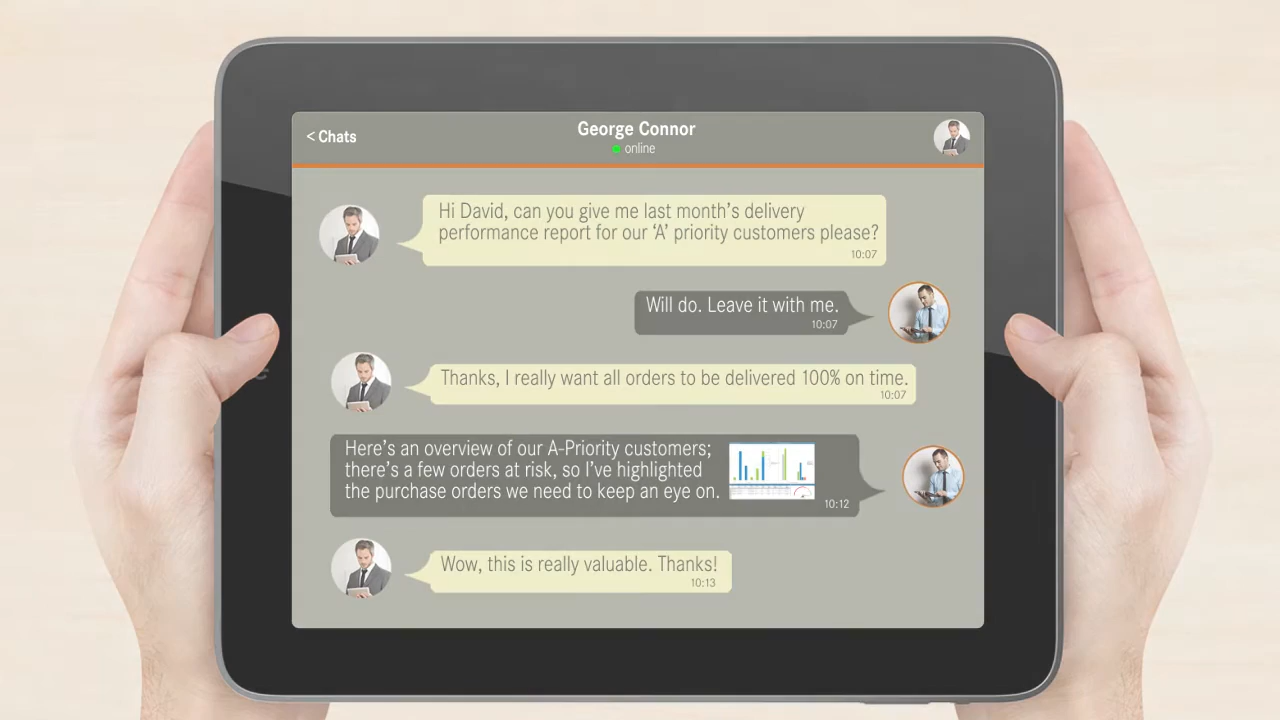 < Chats
George Connor
online
Hi David, can you give me last month's delivery
performance report for our 'A' priority customers please?
10:07
Will do. Leave it with me.
10:07
Thanks, I really want all orders to be delivered 100% on time.
10:07
Here's an overview of our A-Priority customers;
there's a few orders at risk, so I've highlighted
the purchase orders we need to keep an eye on.
10:12
Wow, this is really valuable. Thanks!
10:13